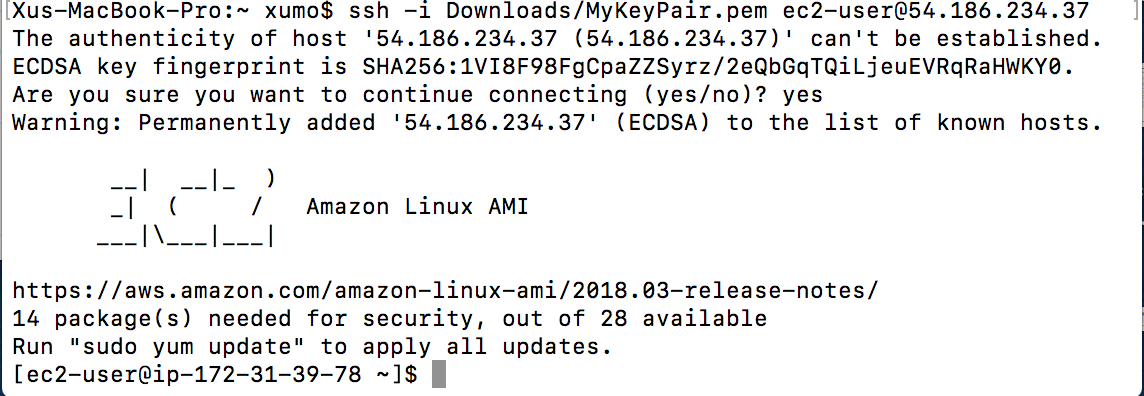 [Xus-MacBook-Pro:~ xumo$ ssh -i Downloads/MyKeyPair.pem ec2-user@54.186.234.37 ]
The authenticity of host '54.186.234.37 (54.186.234.37)' can't be established.
ECDSA key fingerprint is SHA256:1VI8F98FgCpaZZSyrz/2eQbGqTQiLjeuEVRqRaHWKY0.
Are you sure you want to continue connecting (yes/no)? yes
Warning: Permanently added '54.186.234.37' (ECDSA) to the list of known hosts.

       __|  __|_  )
       _|  (     /   Amazon Linux AMI
      ___|\___|___|

https://aws.amazon.com/amazon-linux-ami/2018.03-release-notes/
14 package(s) needed for security, out of 28 available
Run "sudo yum update" to apply all updates.
[ec2-user@ip-172-31-39-78 ~]$